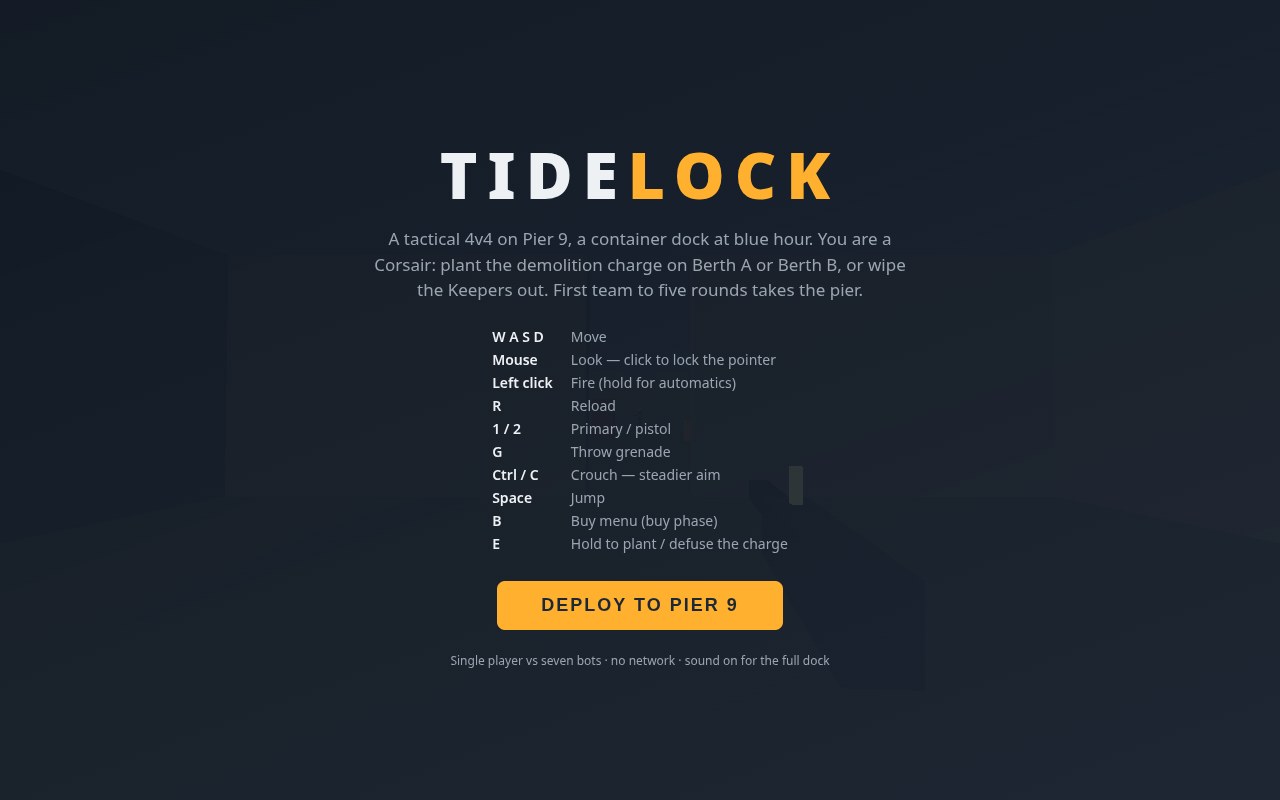 TIDELOCK
A tactical 4v4 on Pier 9, a container dock at blue hour. You are a
Corsair: plant the demolition charge on Berth A or Berth B, or wipe
the Keepers out. First team to five rounds takes the pier.
W A S D Move
Mouse Look — click to lock the pointer
Left click Fire (hold for automatics)
R Reload
1 / 2 Primary / pistol
G Throw grenade
Ctrl / C Crouch — steadier aim
Space Jump
B Buy menu (buy phase)
E Hold to plant / defuse the charge
DEPLOY TO PIER 9
Single player vs seven bots · no network · sound on for the full dock